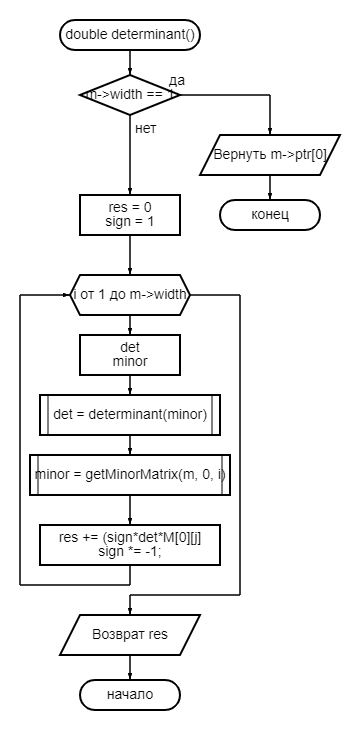 double determinant()
да
m->width == 1
нет
Вернуть m->ptr[0]
res = 0
sign = 1
конец
i от 1 до m->width
det
minor
det = determinant(minor)
minor = getMinorMatrix(m, 0, i)
res += (sign*det*M[0][j]
sign *= -1;
Возврат res
начало